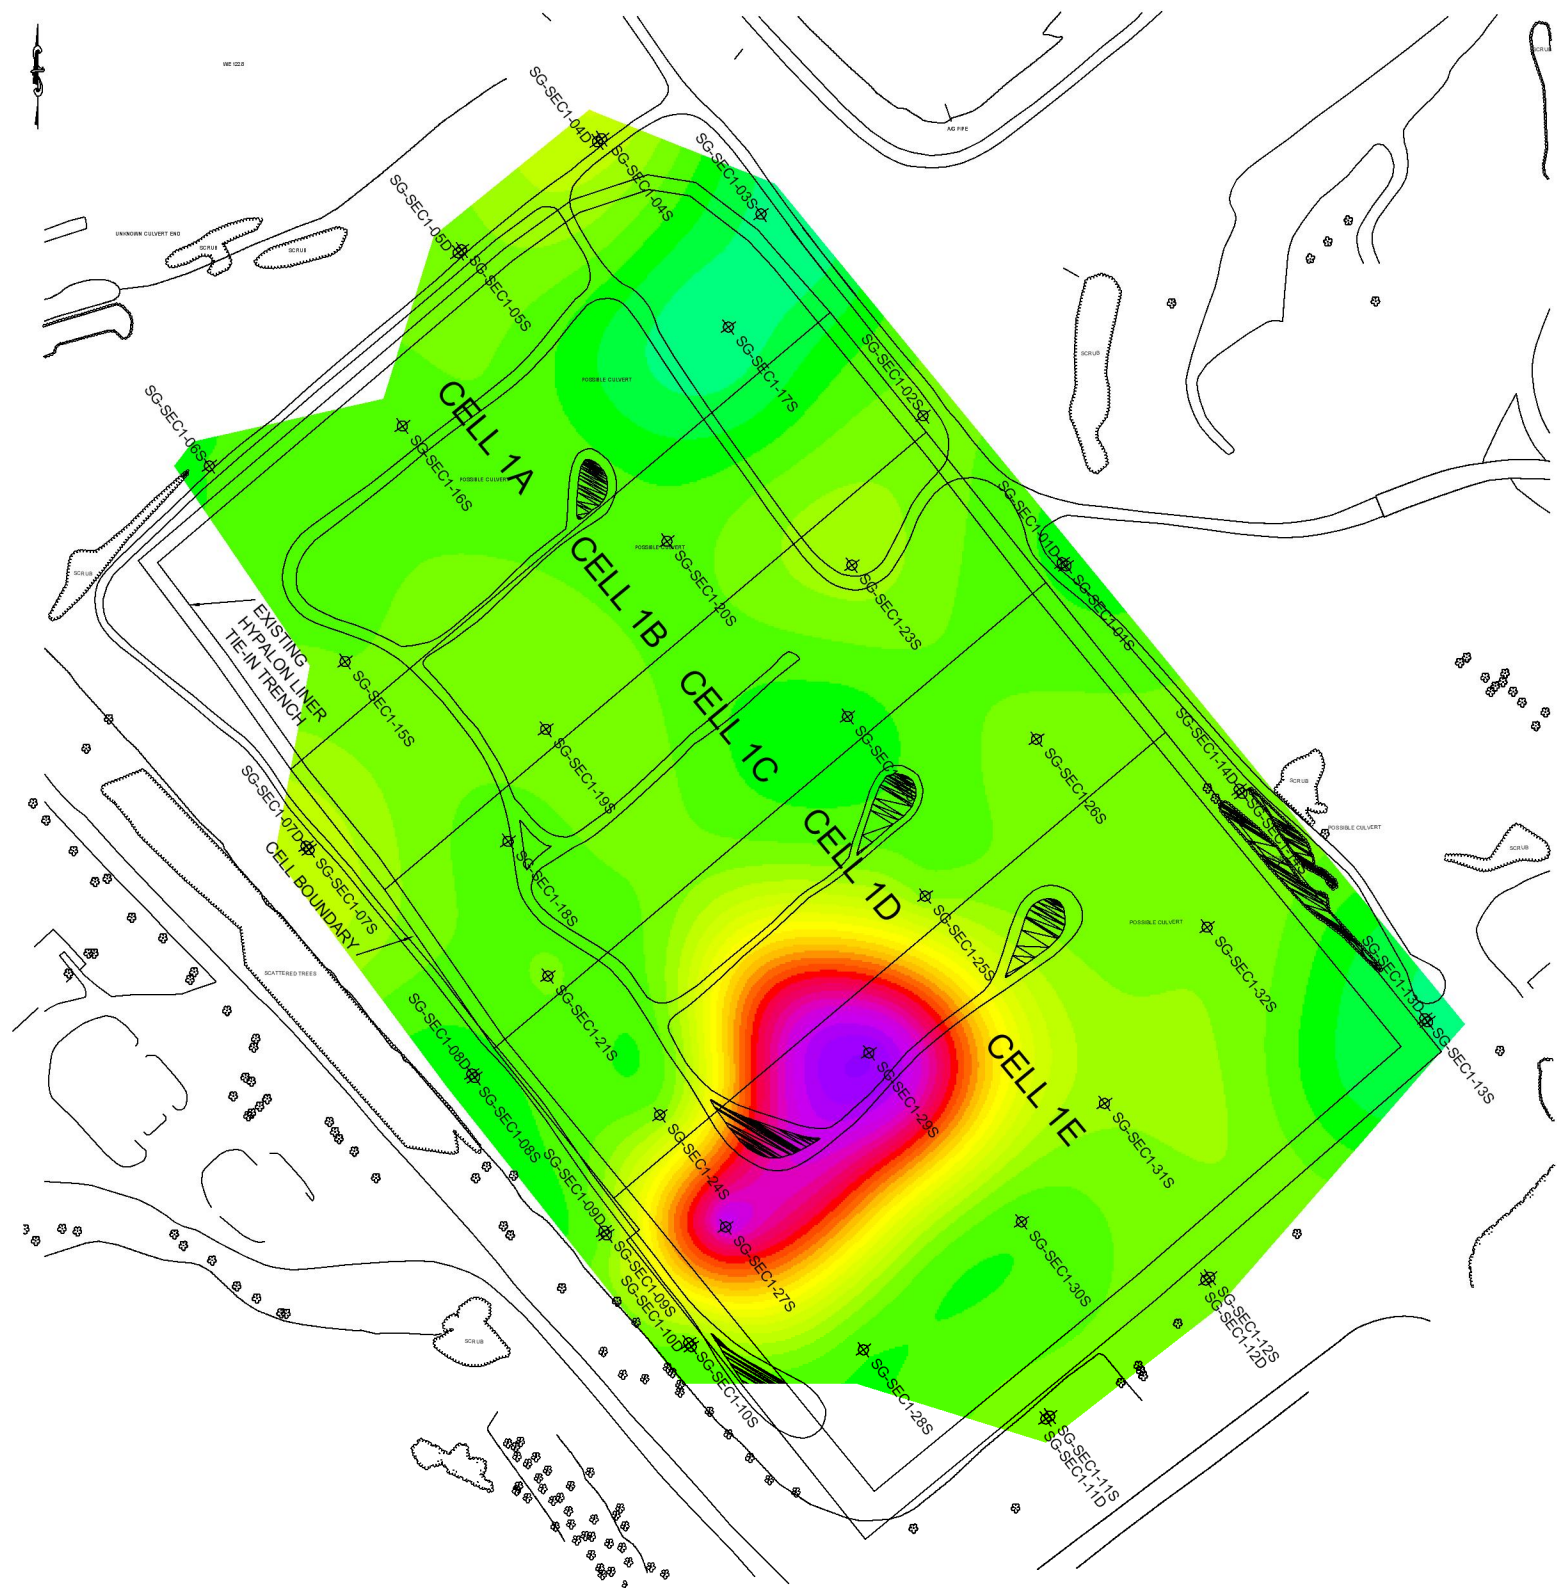 SCRUB
SG-SEC1-04D
A/G PIPE
SG-SEC1-03S
SG-SEC1-04S
SG-SEC1-05D
UNKNOWN CULVERT END
SCRUB
SCRUB
SG-SEC1-05S
SCRUB
SG-SEC1-02S
SG-SEC1-17S
POSSIBLE CULVERT
SG-SEC1-06S
CELL 1A
SG-SEC1-16S
POSSIBLE CULVERT
SG-SEC1-01D
POSSIBLE CULVERT
CELL 1B
SG-SEC1-20S
SG-SEC1-23S
SG-SEC1-01S
SCRUB
EXISTING
HYPALON LINER
TIE-IN TRENCH
SG-SEC1-15S
CELL 1C
SG-SEC1-14D
SG-SEC1-19S
SG-SEC1-26S
SCRUB
POSSIBLE CULVERT
SCRUB
SG-SEC1-07D
SG-SEC1-07S
CELL BOUNDARY
SG-SEC1-18S
CELL 1D
SG-SEC1-25S
POSSIBLE CULVERT
SG-SEC1-32S
SG-SEC1-13D
SCATTERED TREES
SG-SEC1-21S
SG-SEC1-08D
SG-SEC1-08S
SG-SEC1-29S
CELL 1E
SG-SEC1-13S
SG-SEC1-31S
SG-SEC1-24S
SG-SEC1-09D
SG-SEC1-09S
SG-SEC1-27S
SG-SEC1-30S
SG-SEC1-10D
SG-SEC1-10S
SCRUB
SG-SEC1-12S
SG-SEC1-12D
SG-SEC1-28S
SG-SEC1-11S
SG-SEC1-11D